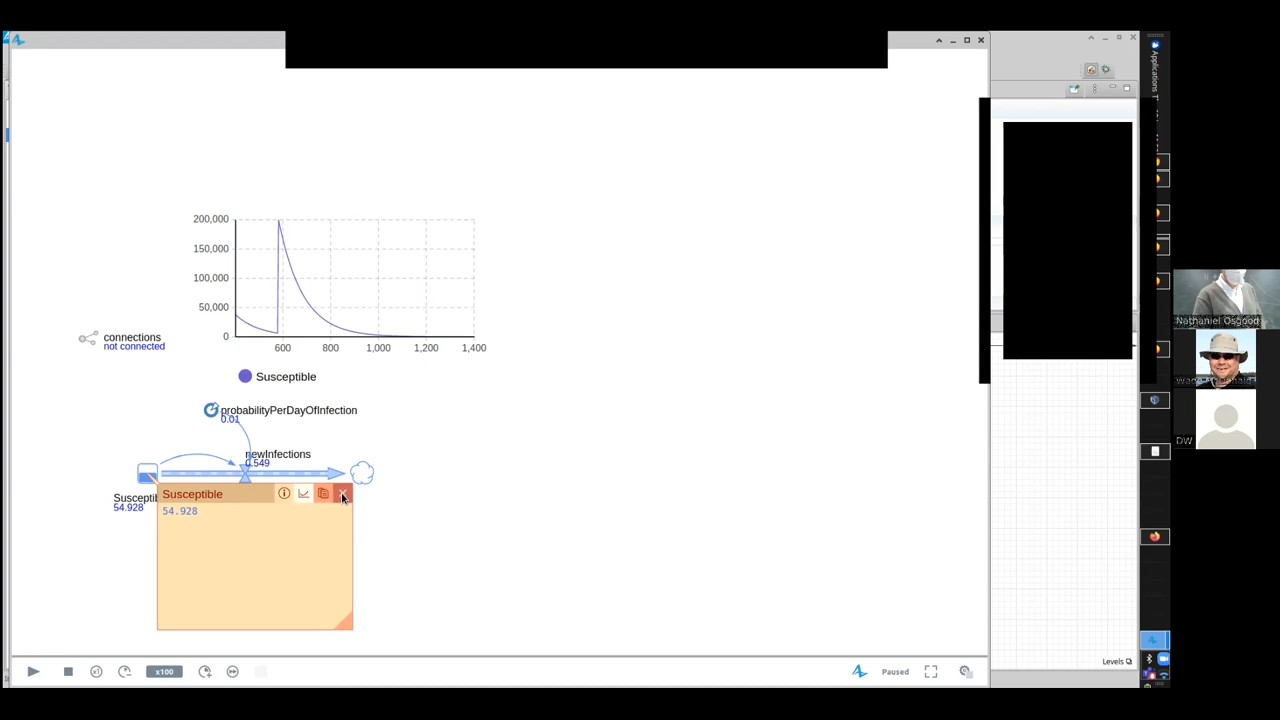 200,000
150,000
100,000
50,000
0
600 800 1,000 1,200 1,400
Susceptible
connections
not connected
probabilityPerDayOfInfection
0.01
newInfections
0.549
54.928
Susceptible
54.928
x100
Paused
Levels
Applications
Nathaniel Osgood
DW